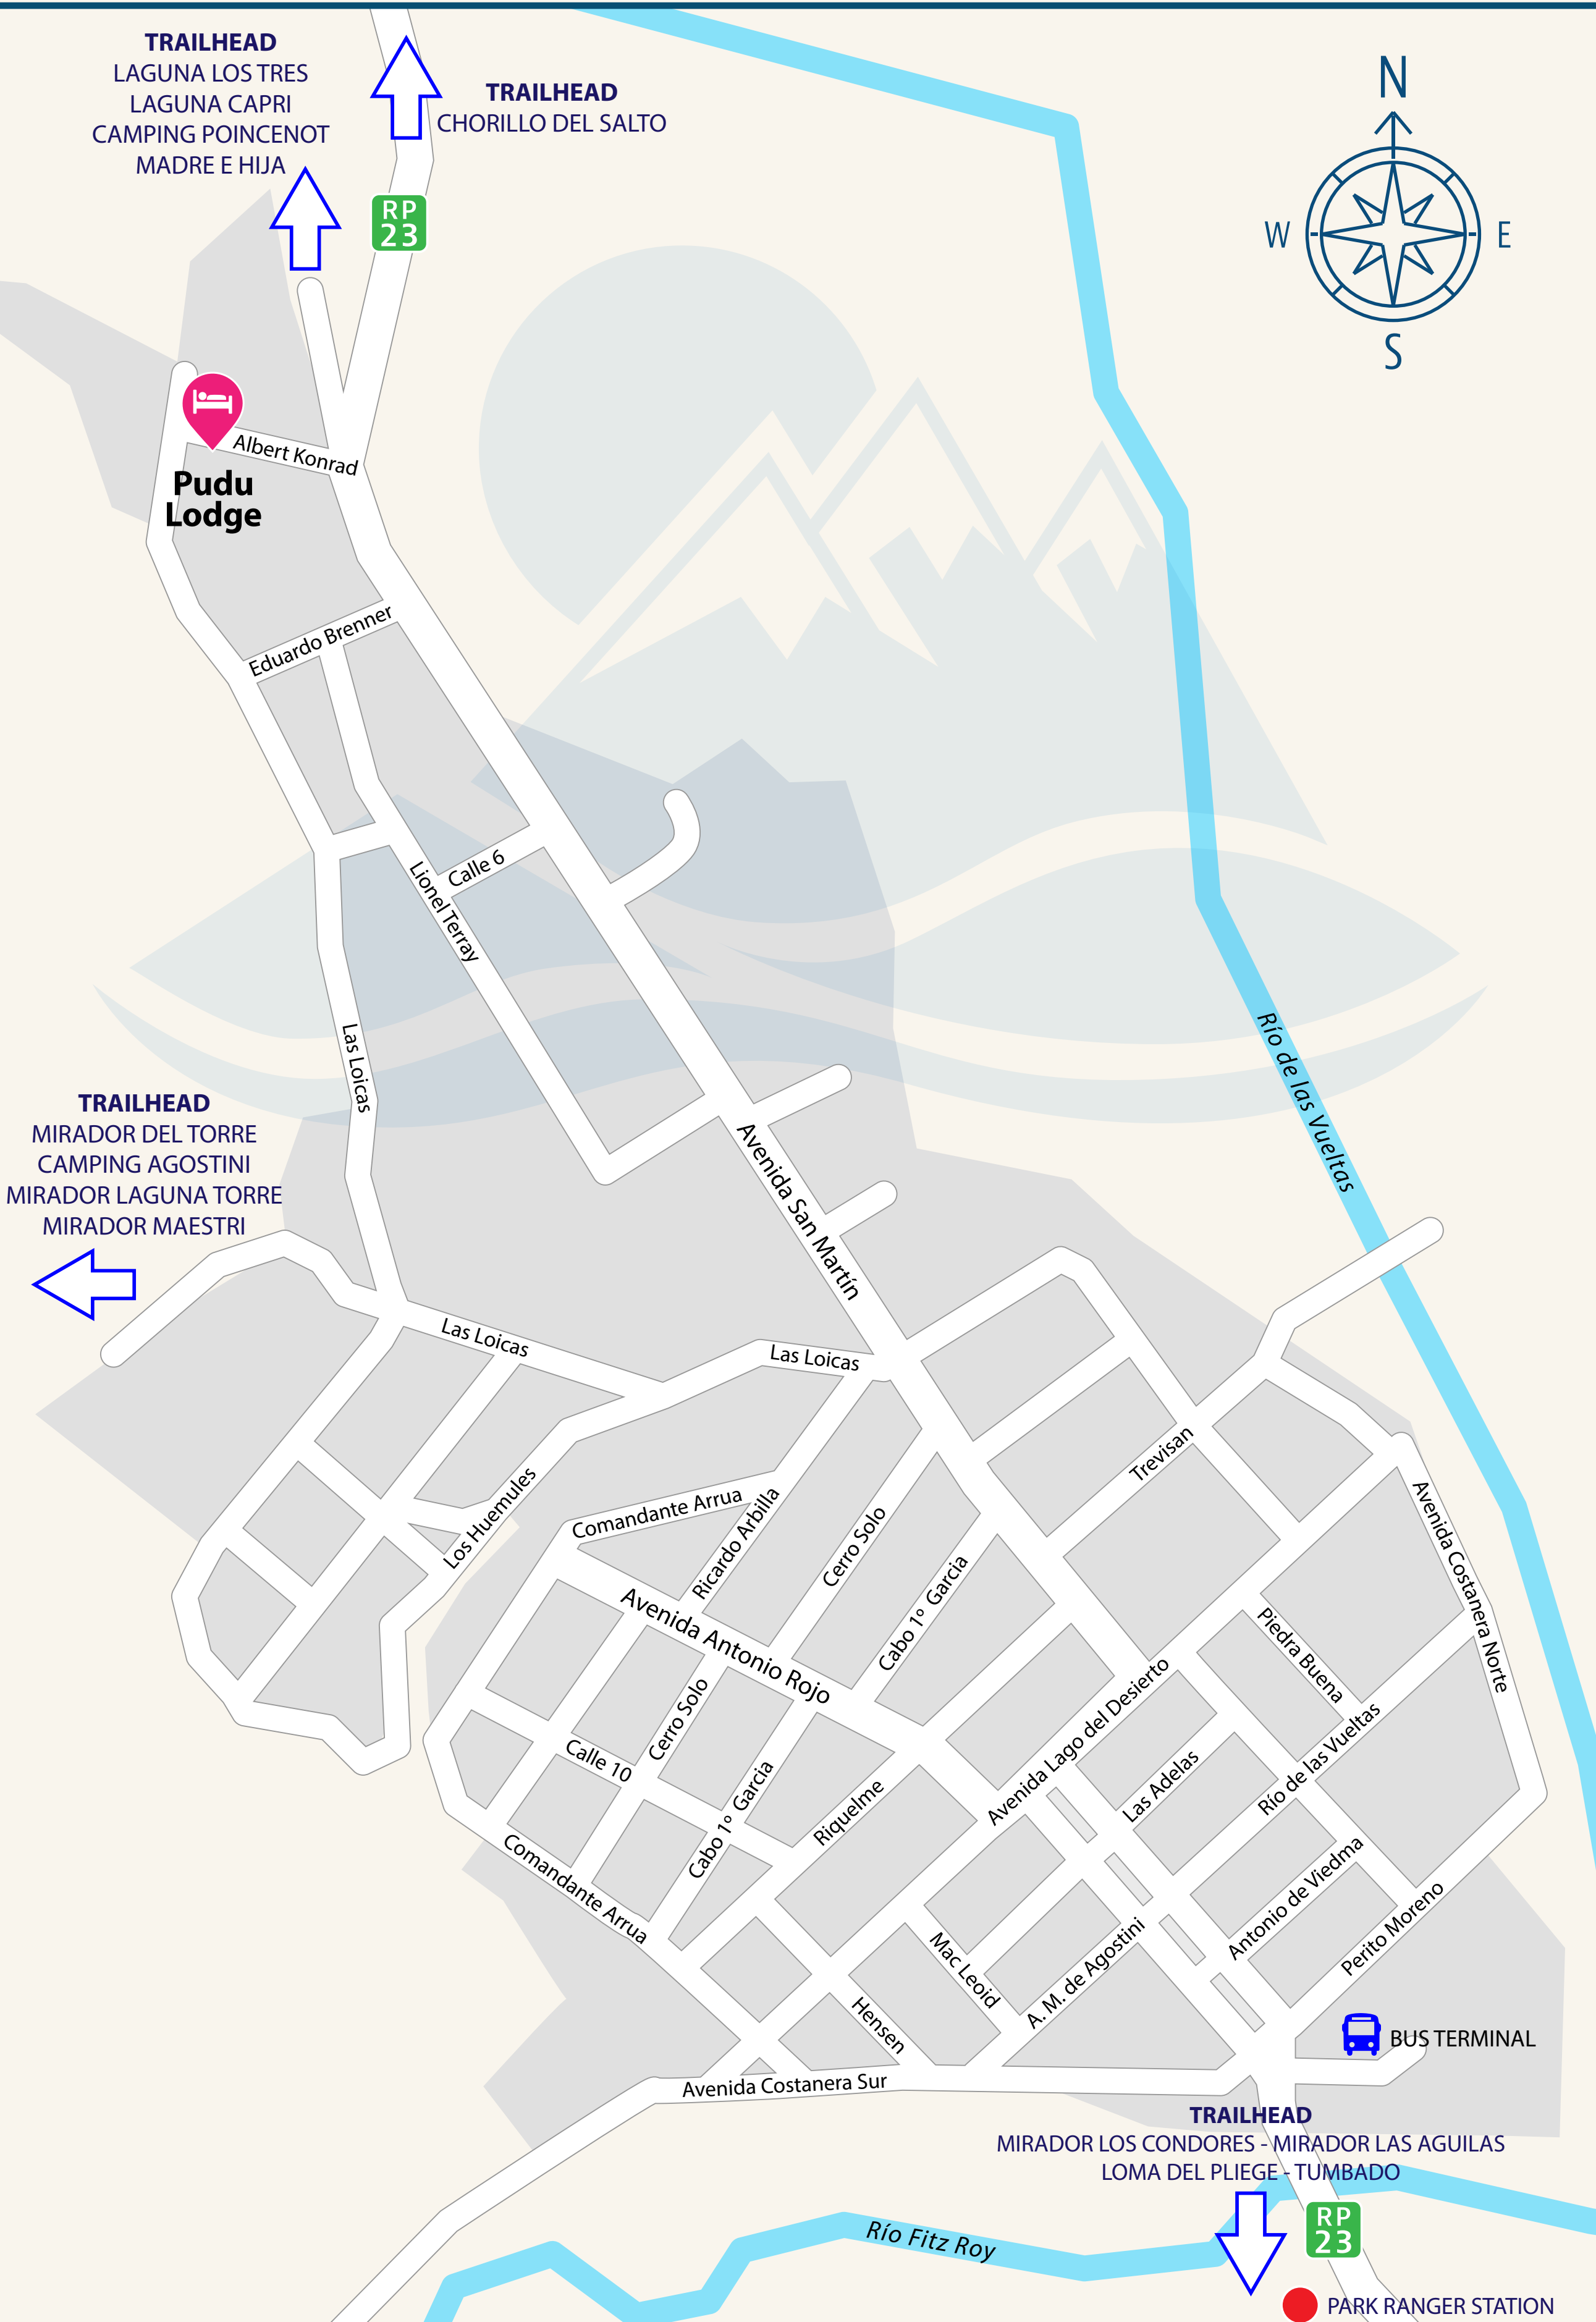 TRAILHEAD
LAGUNA LOS TRES
LAGUNA CAPRI
CAMPING POINCENOT
MADRE E HIJA
TRAILHEAD
CHORILLO DEL SALTO
N
W
E
S
RP
23
Albert Konrad
Pudu
Lodge
Eduardo Brenner
Calle 6
Lionel Terray
Las Loicas
Río de las Vueltas
TRAILHEAD
MIRADOR DEL TORRE
CAMPING AGOSTINI
MIRADOR LAGUNA TORRE
MIRADOR MAESTRI
Avenida San Martín
Las Loicas
Las Loicas
Trevisan
Los Huemules
Comandante Arrua
Ricardo Arbilla
Cerro Solo
Cabo 1º Garcia
Avenida Costanera Norte
Avenida Antonio Rojo
Piedra Buena
Cerro Solo
Calle 10
Cabo 1º Garcia
Riquelme
Avenida Lago del Desierto
Las Adelas
Río de las Vueltas
Comandante Arrua
Antonio de Viedma
Perito Moreno
Mac Leoid
A. M. de Agostini
Hensen
BUS TERMINAL
Avenida Costanera Sur
TRAILHEAD
MIRADOR LOS CONDORES - MIRADOR LAS AGUILAS
LOMA DEL PLIEGE - TUMBADO
Río Fitz Roy
RP
23
PARK RANGER STATION